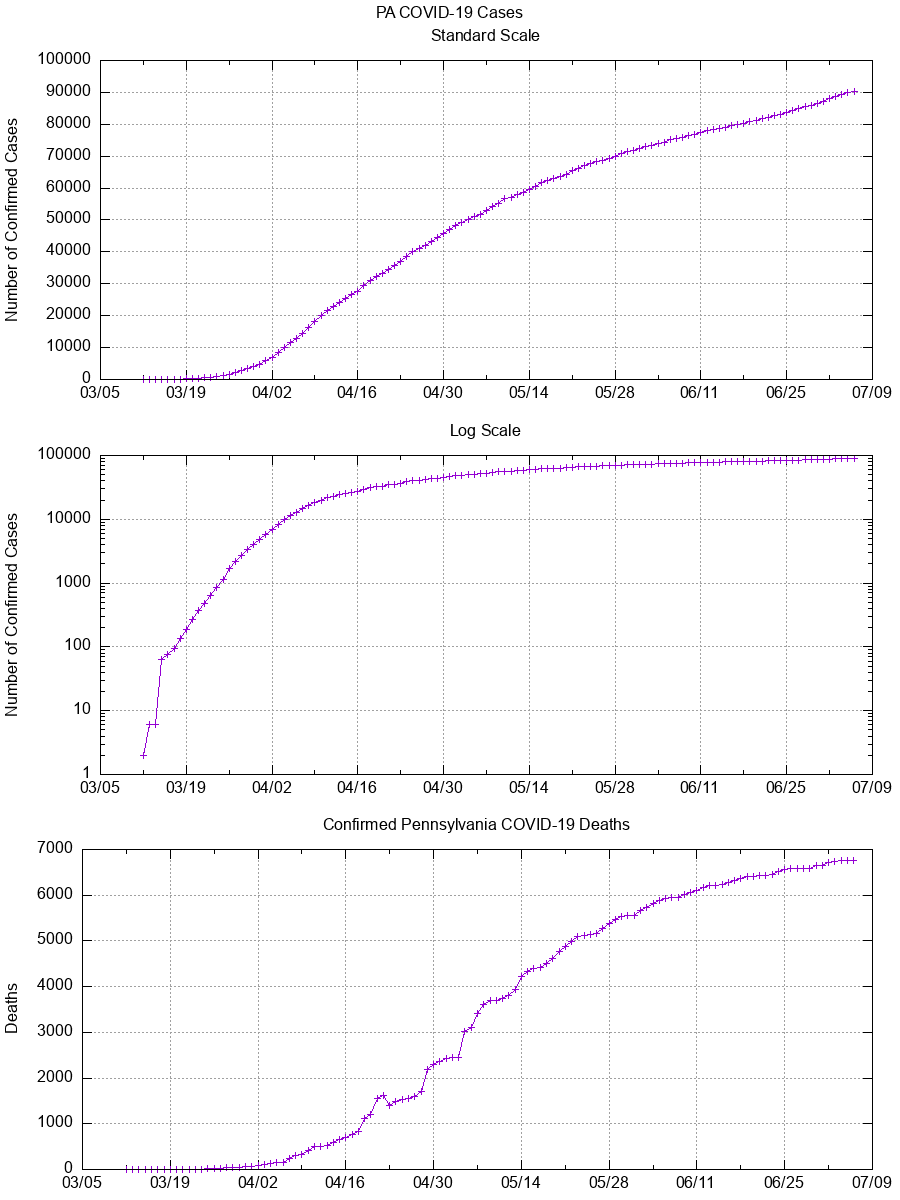 PA COVID-19 Cases
Standard Scale
100000
90000
80000
70000
60000
50000
40000
30000
20000
10000
0
Number of Confirmed Cases
03/05 03/19 04/02 04/16 04/30 05/14 05/28 06/11 06/25 07/09
Log Scale
100000
10000
1000
100
10
1
Number of Confirmed Cases
03/05 03/19 04/02 04/16 04/30 05/14 05/28 06/11 06/25 07/09
Confirmed Pennsylvania COVID-19 Deaths
7000
6000
5000
4000
3000
2000
1000
0
Deaths
03/05 03/19 04/02 04/16 04/30 05/14 05/28 06/11 06/25 07/09